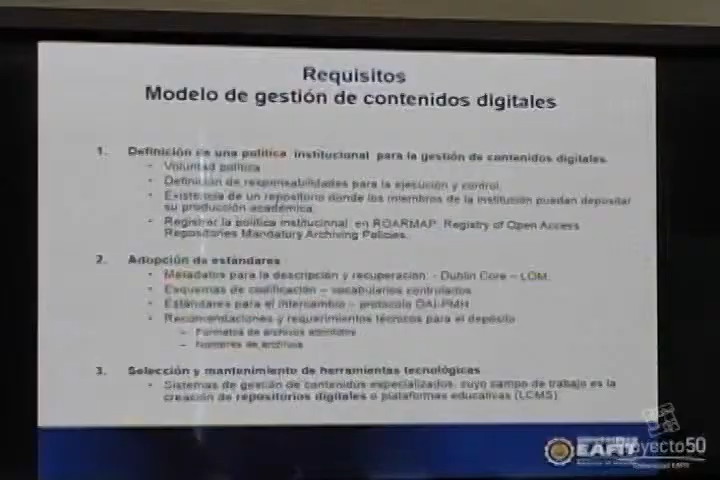 Requisitos
Modelo de gestión de contenidos digitales
1. Definición de una política institucional para la gestión de contenidos digitales
• Voluntad política
• Definición de responsabilidades para la ejecución y control
• Existencia de un repositorio donde los miembros de la institución puedan depositar
su producción académica.
• Registrar la política institucional en ROARMAP: Registry of Open Access
Repositories Mandatory Archiving Policies.
2. Adopción de estándares
• Metadatos para la descripción y recuperación. - Dublin Core – LOM.
• Esquemas de codificación – vocabularios controlados
• Estándares para el intercambio – protocolo OAI-PMH
• Recomendaciones y requerimientos técnicos para el depósito
– Formatos de archivos admitidos
– Nombres de archivos
3. Selección y mantenimiento de herramientas tecnológicas
• Sistemas de gestión de contenidos especializados, cuyo campo de trabajo es la
creación de repositorios digitales o plataformas educativas (LCMS)
EAFIT
Proyecto50